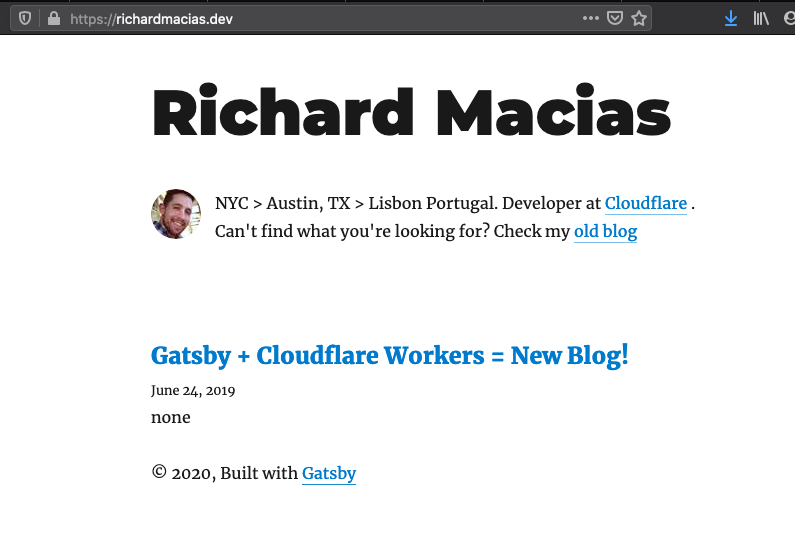 https://richardmacias.dev
Richard Macias
NYC > Austin, TX > Lisbon Portugal. Developer at Cloudflare .
Can't find what you're looking for? Check my old blog
Gatsby + Cloudflare Workers = New Blog!
June 24, 2019
none
© 2020, Built with Gatsby